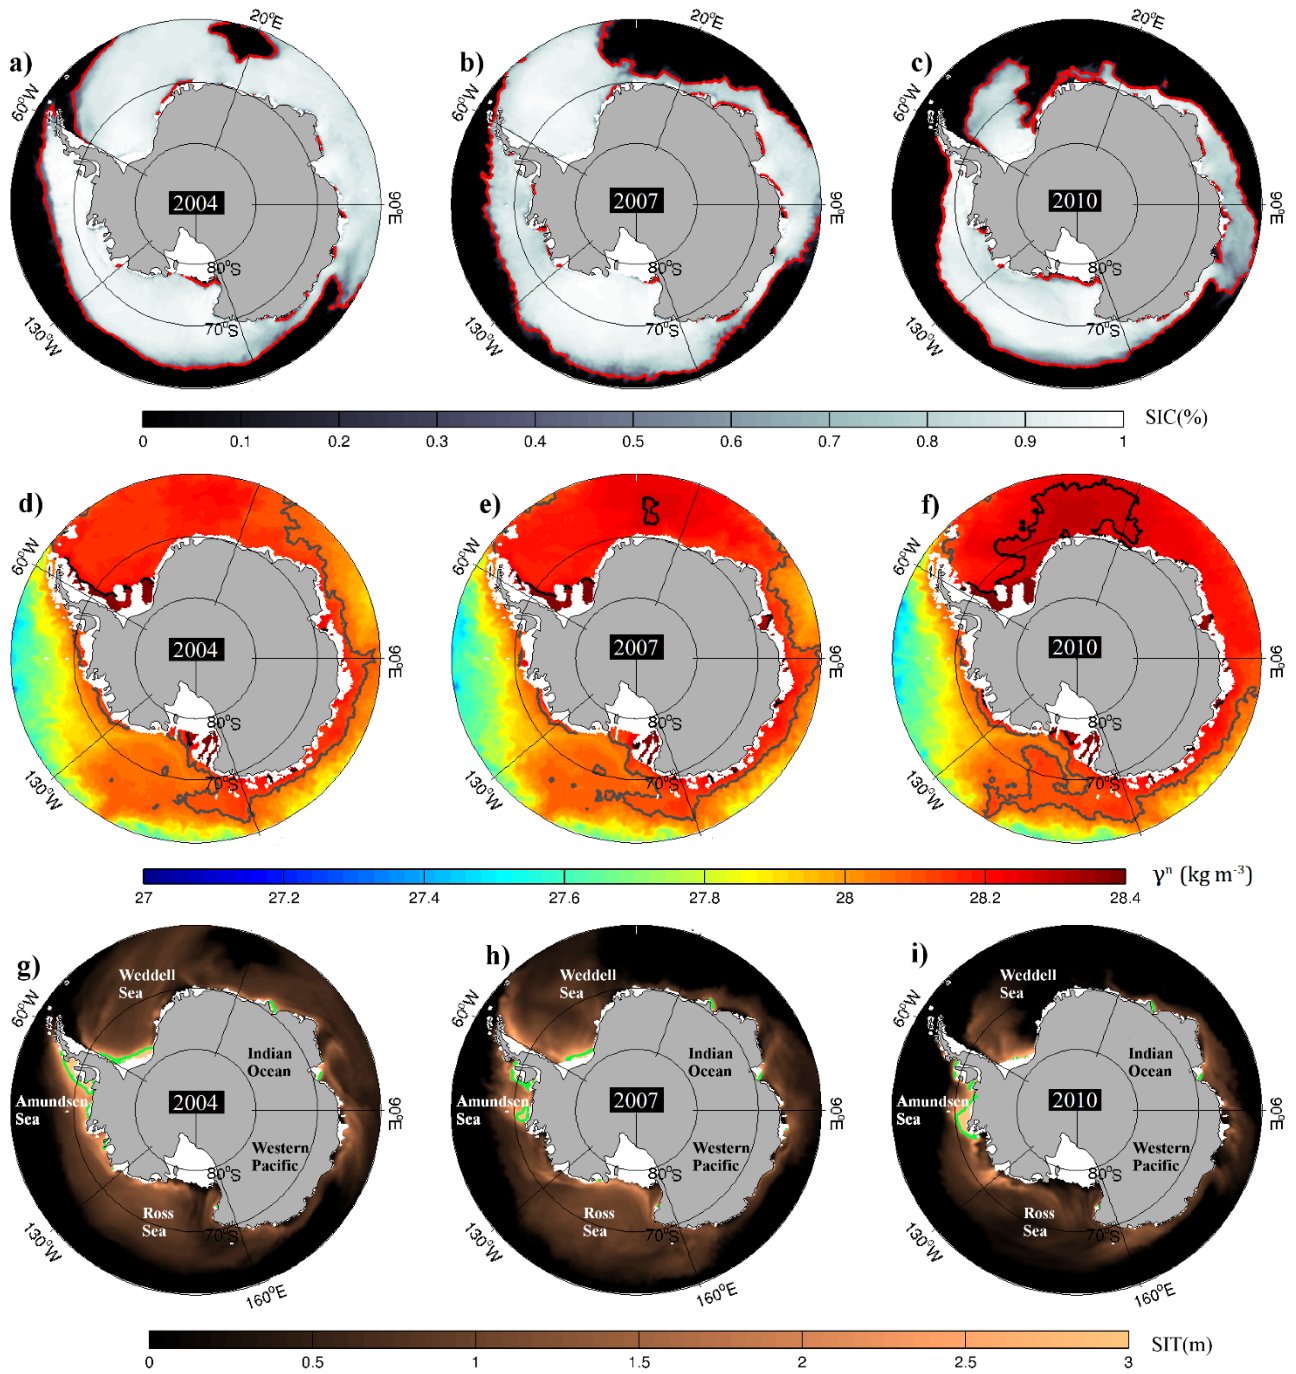 20°E
20°E
a)
b)
c)
60°W
60°W
60°W
2004
2007
2010
90°E
90°E
90°E
80°S
80°S
80°S
70°S
70°S
70°S
130°W
130°W
130°W
0 0.1 0.2 0.3 0.4 0.5 0.6 0.7 0.8 0.9 1
SIC(%)
d)
e)
f)
60°W
60°W
60°W
2004
2007
2010
90°E
90°E
90°E
80°S
80°S
80°S
70°S
70°S
70°S
130°W
130°W
130°W
27 27.2 27.4 27.6 27.8 28 28.2 28.4
γⁿ (kg m⁻³)
g)
h)
i)
Weddell
Sea
Weddell
Sea
Weddell
Sea
60°W
60°W
60°W
Indian
Ocean
Indian
Ocean
Indian
Ocean
Amundsen
Sea
Amundsen
Sea
Amundsen
Sea
2004
2007
2010
90°E
90°E
90°E
Western
Pacific
Western
Pacific
Western
Pacific
80°S
80°S
80°S
Ross
Sea
Ross
Sea
Ross
Sea
70°S
70°S
70°S
130°W
130°W
130°W
160°E
160°E
160°E
0 0.5 1 1.5 2 2.5 3
SIT(m)